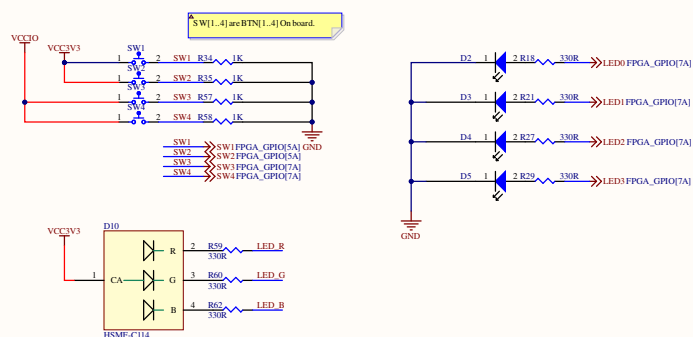 SW[1..4] are BTN[1..4] On board.
VCCIO
VCC3V3
1 SW1 2 SW1 R34 1K
1 SW2 2 SW2 R35 1K
1 SW3 2 SW3 R57 1K
1 SW4 2 SW4 R58 1K
GND
SW1 SW1 FPGA_GPIO[5A]
SW2 SW2 FPGA_GPIO[5A]
SW3 SW3 FPGA_GPIO[7A]
SW4 SW4 FPGA_GPIO[7A]
D2 1 2 R18 330R LED0 FPGA_GPIO[7A]
D3 1 2 R21 330R LED1 FPGA_GPIO[7A]
D4 1 2 R27 330R LED2 FPGA_GPIO[7A]
D5 1 2 R29 330R LED3 FPGA_GPIO[7A]
GND
VCC3V3
D10
R 2 R59 LED_R
330R
1 CA G 3 R60 LED_G
330R
B 4 R62 LED_B
330R
HSMF-C114